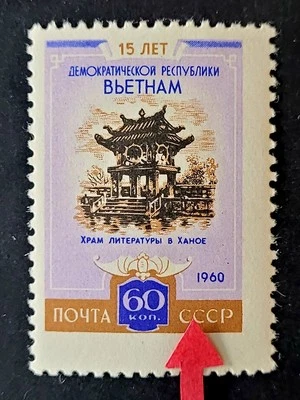 15 ЛЕТ
ДЕМОКРАТИЧЕСКОЙ РЕСПУБЛИКИ
ВЬЕТНАМ
ХРАМ ЛИТЕРАТУРЫ В ХАНОЕ
1960
ПОЧТА 60 СССР
КОП.